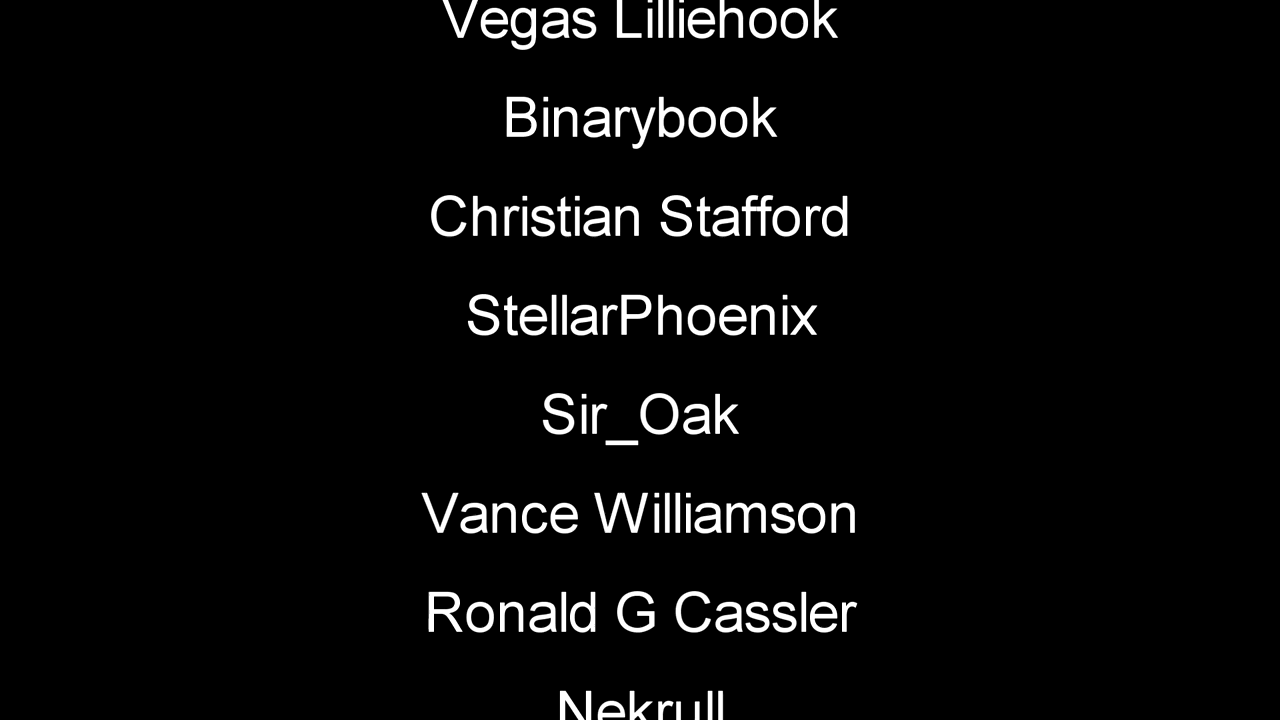 Vegas Lilliehook
Binarybook
Christian Stafford
StellarPhoenix
Sir_Oak
Vance Williamson
Ronald G Cassler
Nekrull